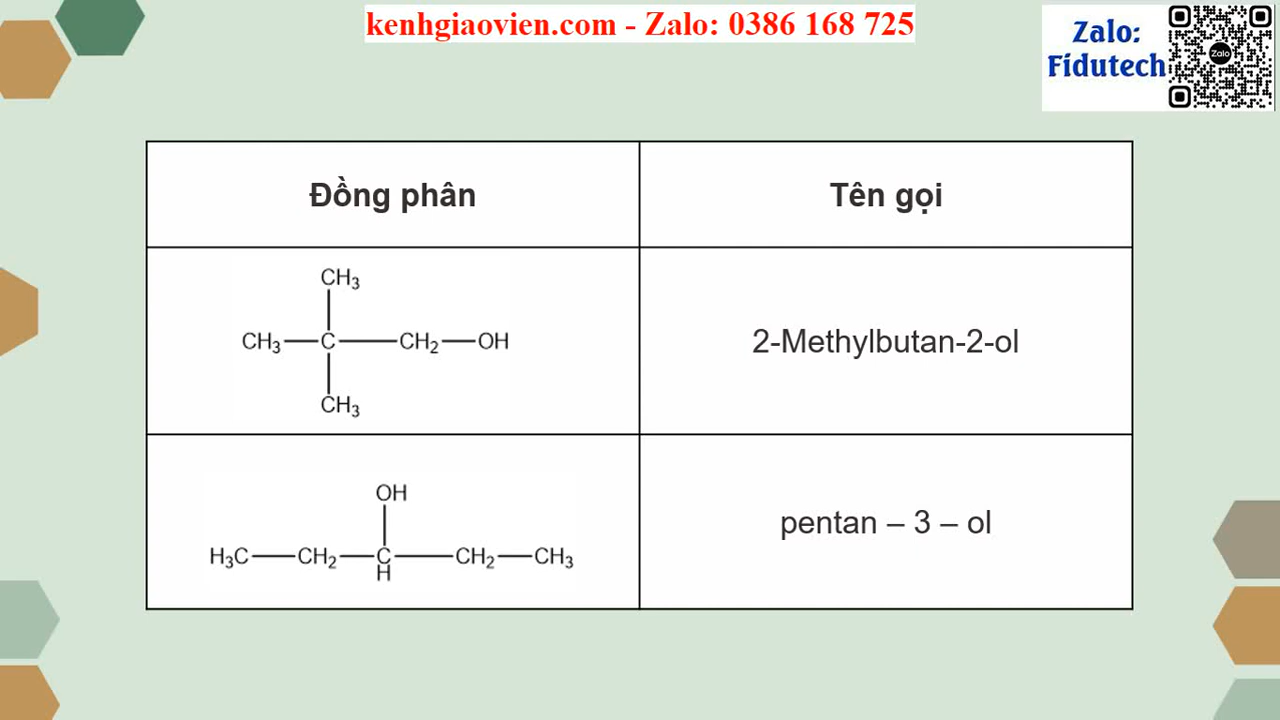 kenhgiaovien.com - Zalo: 0386 168 725
Zalo:
Fidutech
Zalo
Đồng phân
Tên gọi
CH₃
CH₃ C CH₂ OH
CH₃
2-Methylbutan-2-ol
OH
H₃C CH₂ C CH₂ CH₃
H
pentan – 3 – ol